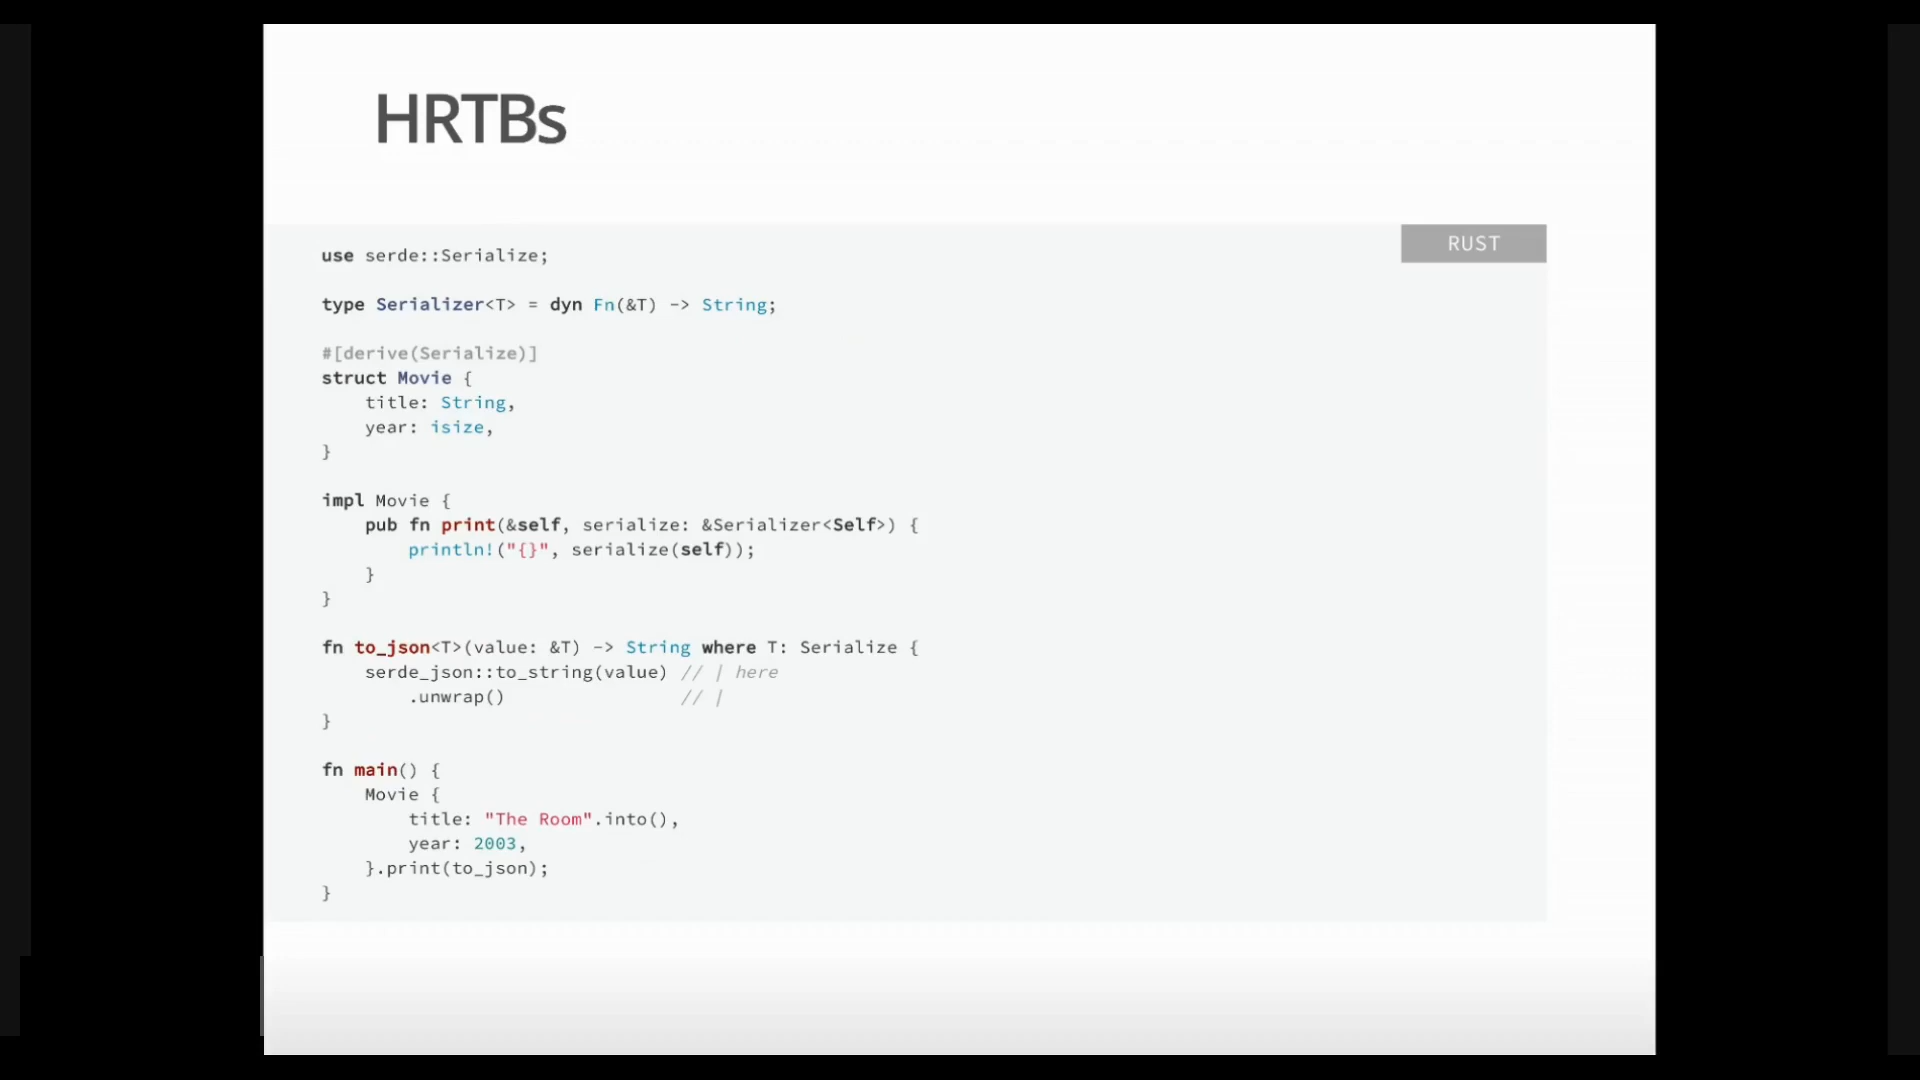 HRTBs
RUST
use serde::Serialize;
type Serializer<T> = dyn Fn(&T) -> String;
#[derive(Serialize)]
struct Movie {
    title: String,
    year: isize,
}
impl Movie {
    pub fn print(&self, serialize: &Serializer<Self>) {
        println!("{}", serialize(self));
    }
}
fn to_json<T>(value: &T) -> String where T: Serialize {
    serde_json::to_string(value) // | here
        .unwrap()                // |
}
fn main() {
    Movie {
        title: "The Room".into(),
        year: 2003,
    }.print(to_json);
}